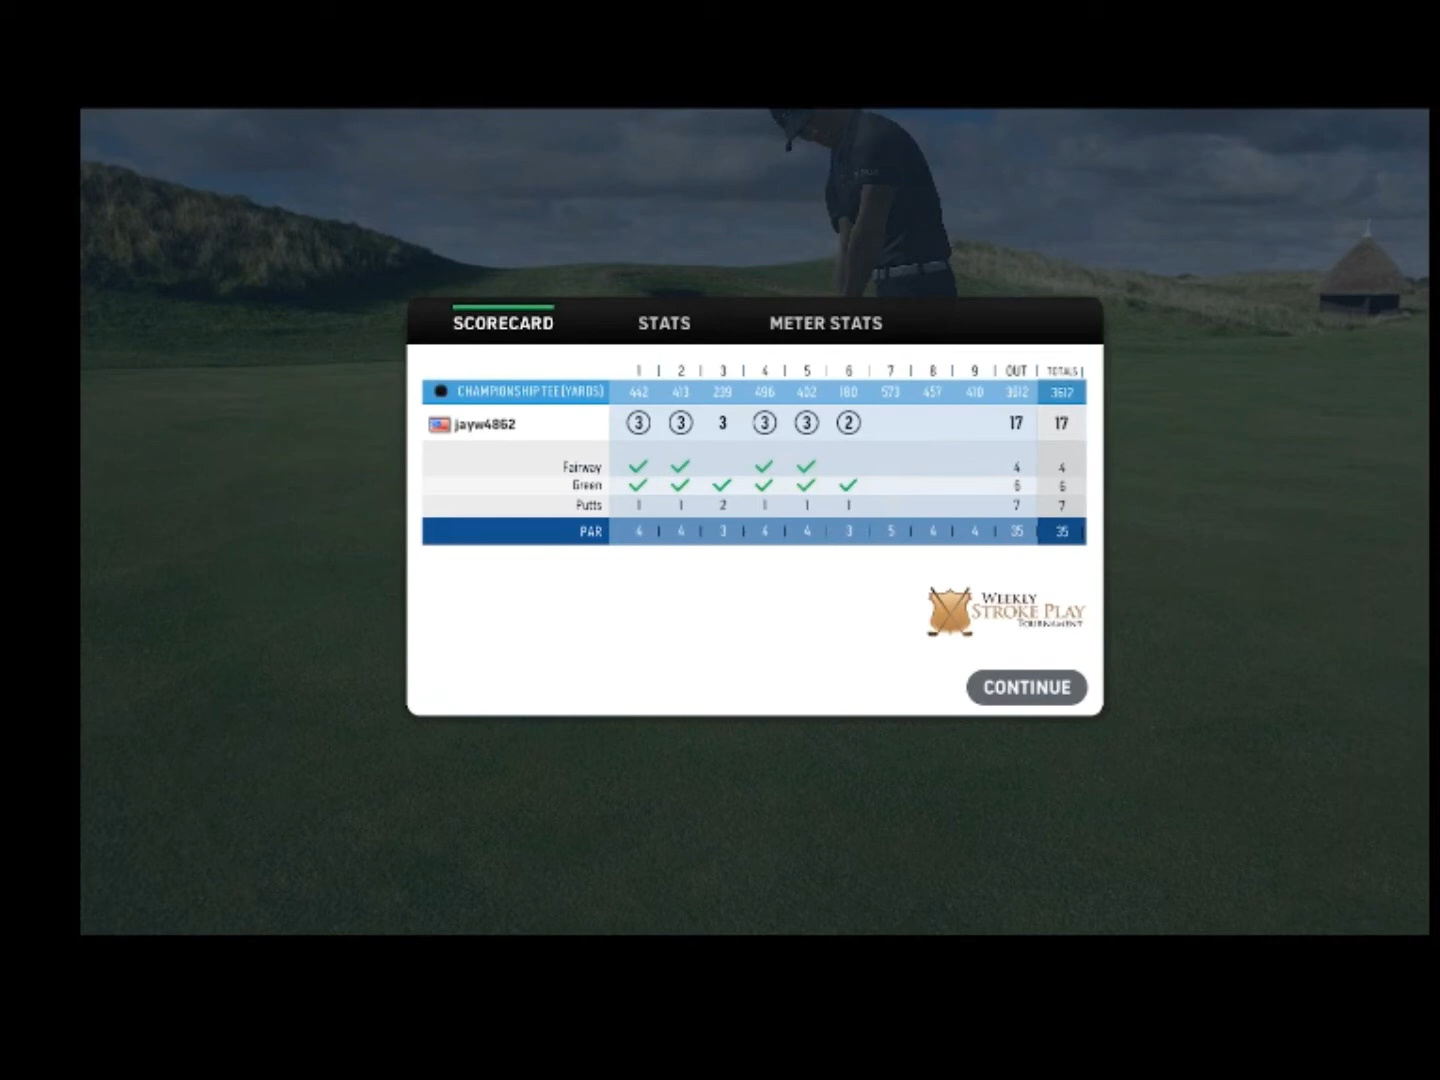 SCORECARD STATS METER STATS
1 | 2 | 3 | 4 | 5 | 6 | 7 | 8 | 9 | OUT | TOTALS |
CHAMPIONSHIP TEE (YARDS) 442 413 239 496 402 180 573 457 410 3612 3612
jayw4862 3 3 3 3 3 2 17 17
Fairway 4 4
Green 6 6
Putts 1 1 2 1 1 1 7 7
PAR 4 | 4 | 3 | 4 | 4 | 3 | 5 | 4 | 4 | 35 | 35
WEEKLY
STROKE PLAY
TOURNAMENT
CONTINUE